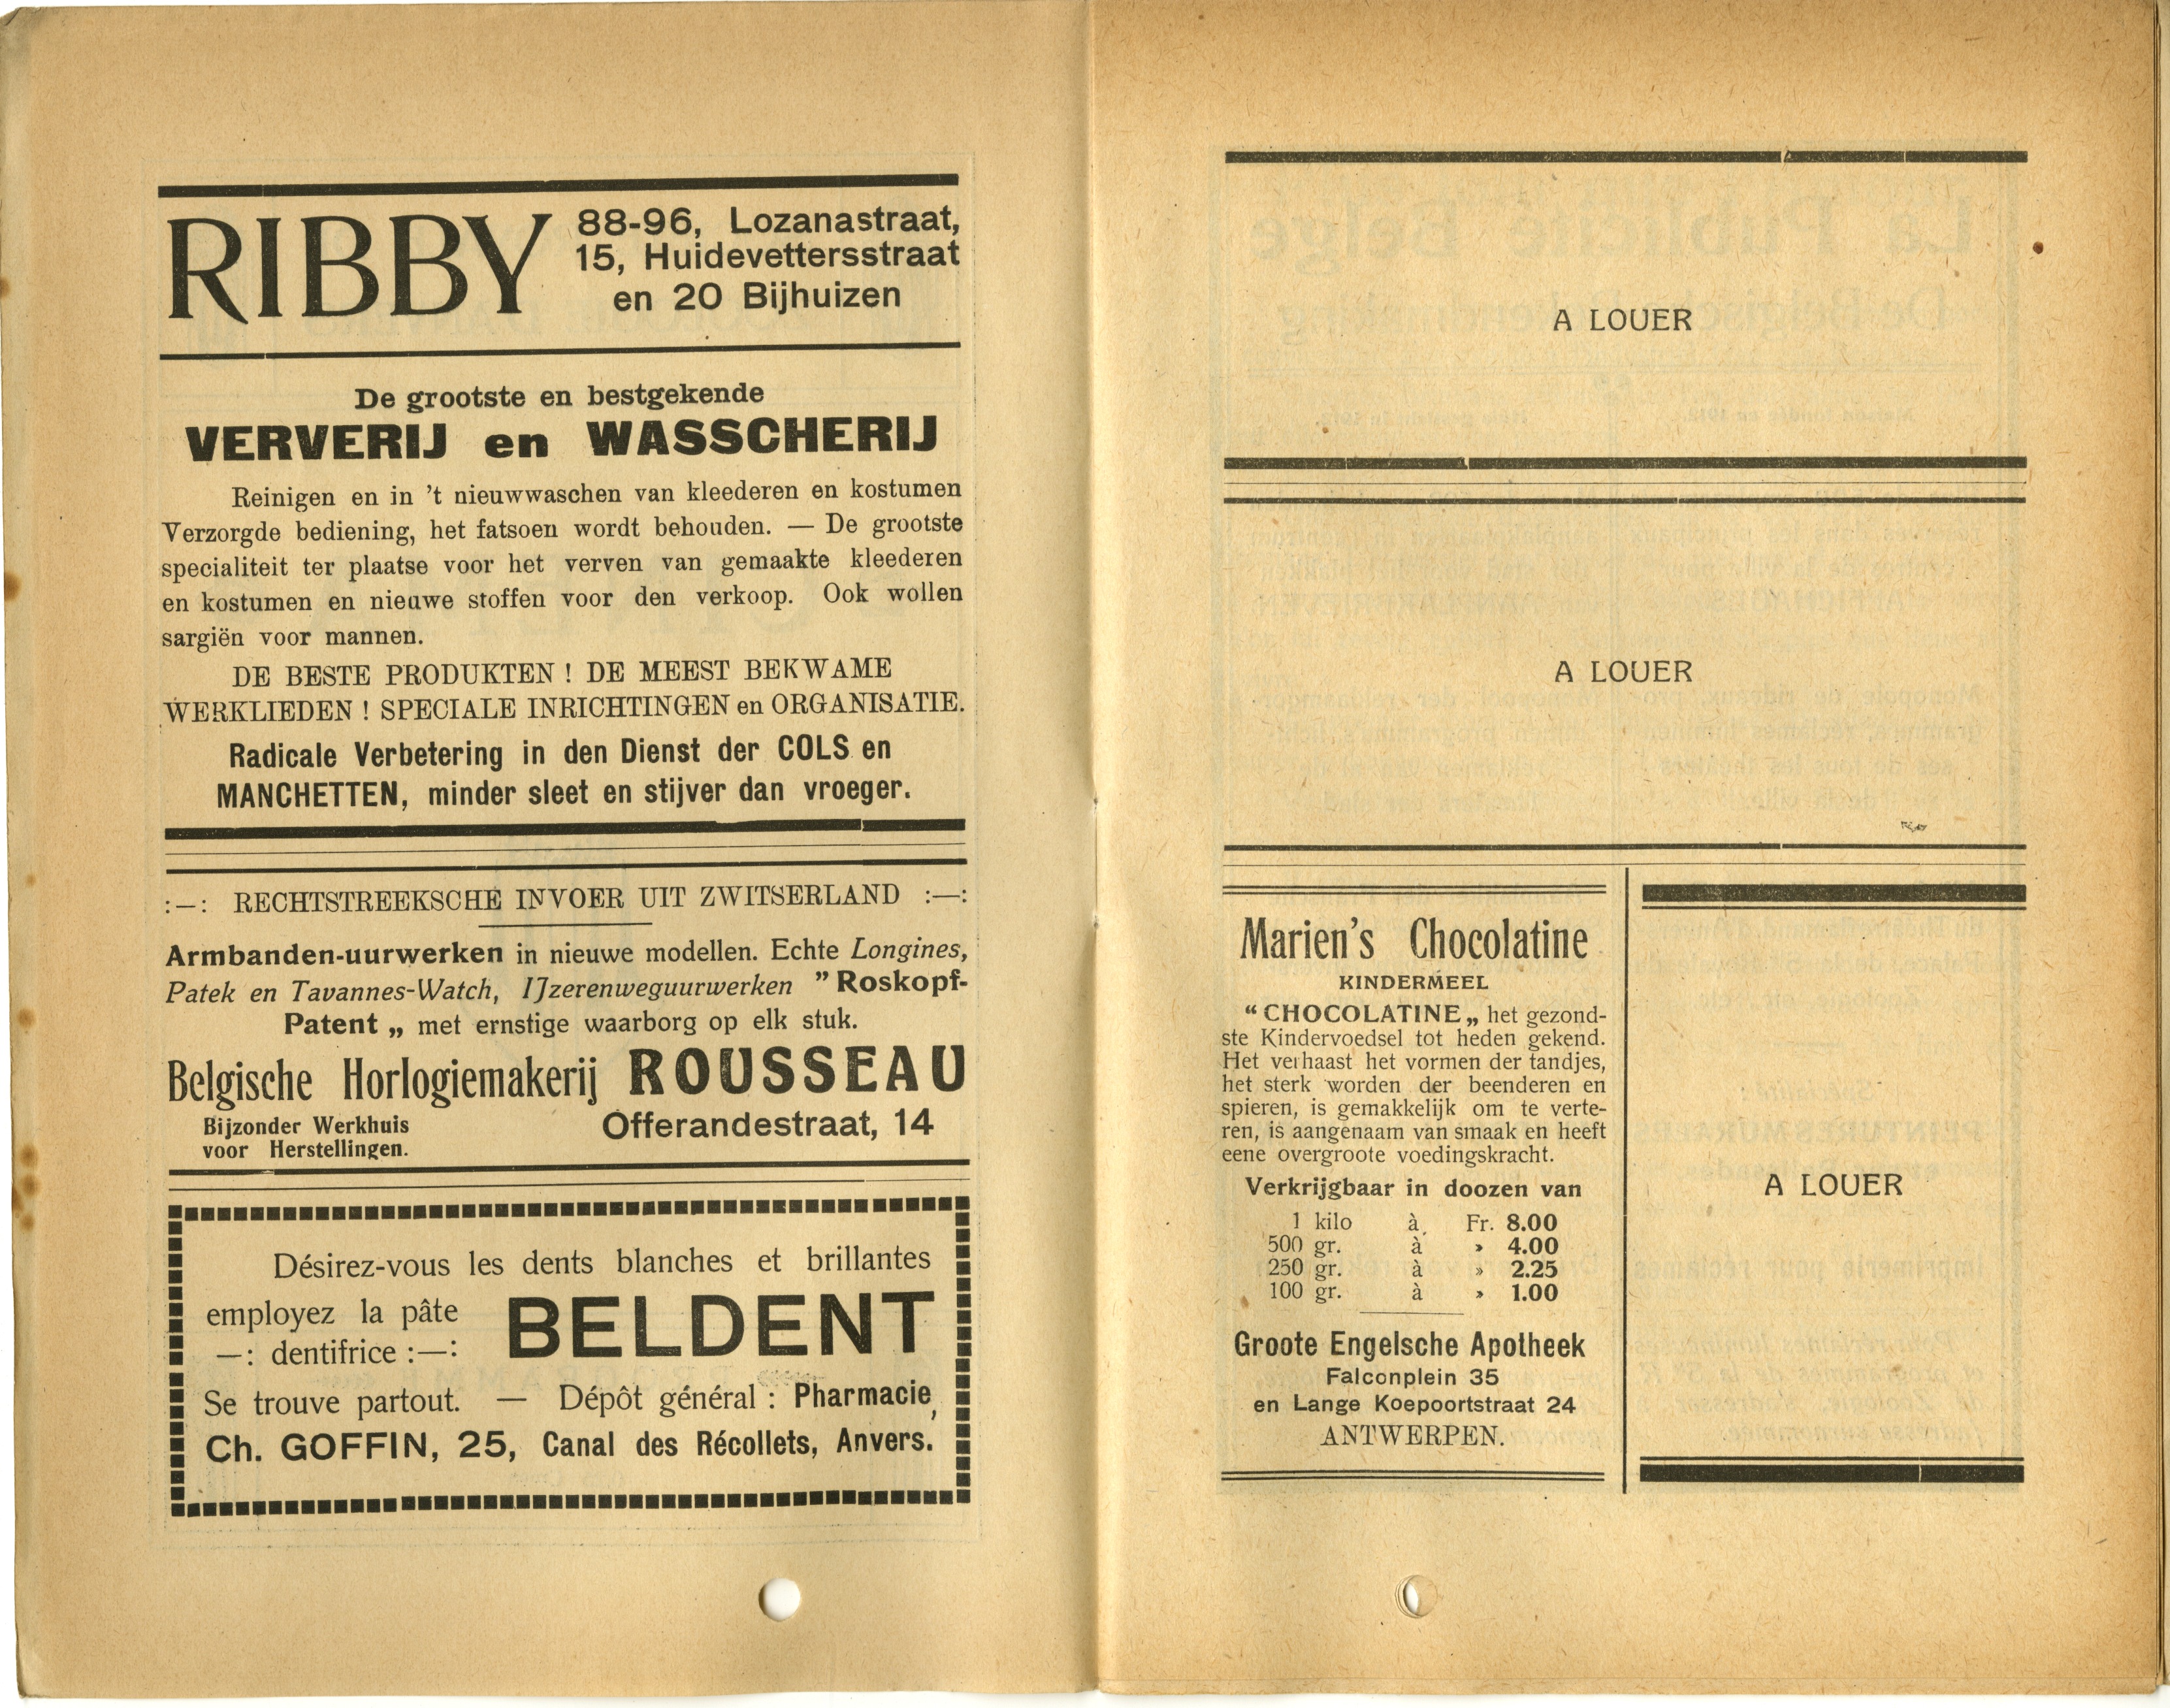 RIBBY
88-96, Lozanastraat,
15, Huidevettersstraat
en 20 Bijhuizen
De grootste en bestgekende
VERVERIJ en WASSCHERIJ
Reinigen en in 't nieuwwaschen van kleederen en kostumen
Verzorgde bediening, het fatsoen wordt behouden. — De grootste
specialiteit ter plaatse voor het verven van gemaakte kleederen
en kostumen en nieuwe stoffen voor den verkoop. Ook wollen
sargiën voor mannen.
DE BESTE PRODUKTEN ! DE MEEST BEKWAME
WERKLIEDEN ! SPECIALE INRICHTINGEN en ORGANISATIE.
Radicale Verbetering in den Dienst der COLS en
MANCHETTEN, minder sleet en stijver dan vroeger.
:—: RECHTSTREEKSCHE INVOER UIT ZWITSERLAND :—:
Armbanden-uurwerken in nieuwe modellen. Echte Longines,
Patek en Tavannes-Watch, IJzerenweguurwerken " Roskopf-
Patent „ met ernstige waarborg op elk stuk.
Belgische Horlogiemakerij ROUSSEAU
Bijzonder Werkhuis
voor Herstellingen.
Offerandestraat, 14
Désirez-vous les dents blanches et brillantes
employez la pâte
—: dentifrice :—:
BELDENT
Se trouve partout. — Dépôt général : Pharmacie,
Ch. GOFFIN, 25, Canal des Récollets, Anvers.
A LOUER
A LOUER
Marien's Chocolatine
KINDERMEEL
“ CHOCOLATINE „ het gezond-
ste Kindervoedsel tot heden gekend.
Het verhaast het vormen der tandjes,
het sterk worden der beenderen en
spieren, is gemakkelijk om te verte-
ren, is aangenaam van smaak en heeft
eene overgroote voedingskracht.
Verkrijgbaar in doozen van
1 kilo à Fr. 8.00
500 gr. à » 4.00
250 gr. à » 2.25
100 gr. à » 1.00
Groote Engelsche Apotheek
Falconplein 35
en Lange Koepoortstraat 24
ANTWERPEN.
A LOUER